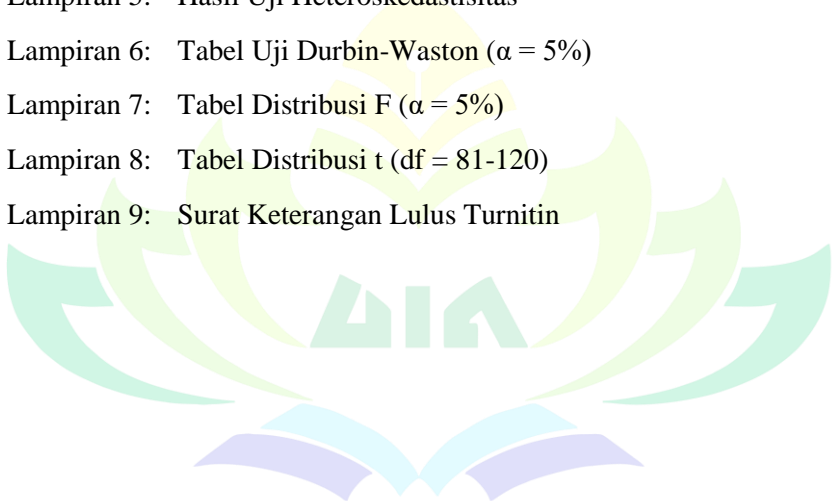 Lampiran 5: Hasil Uji Heteroskedastisitas
Lampiran 6: Tabel Uji Durbin-Waston (α = 5%)
Lampiran 7: Tabel Distribusi F (α = 5%)
Lampiran 8: Tabel Distribusi t (df = 81-120)
Lampiran 9: Surat Keterangan Lulus Turnitin